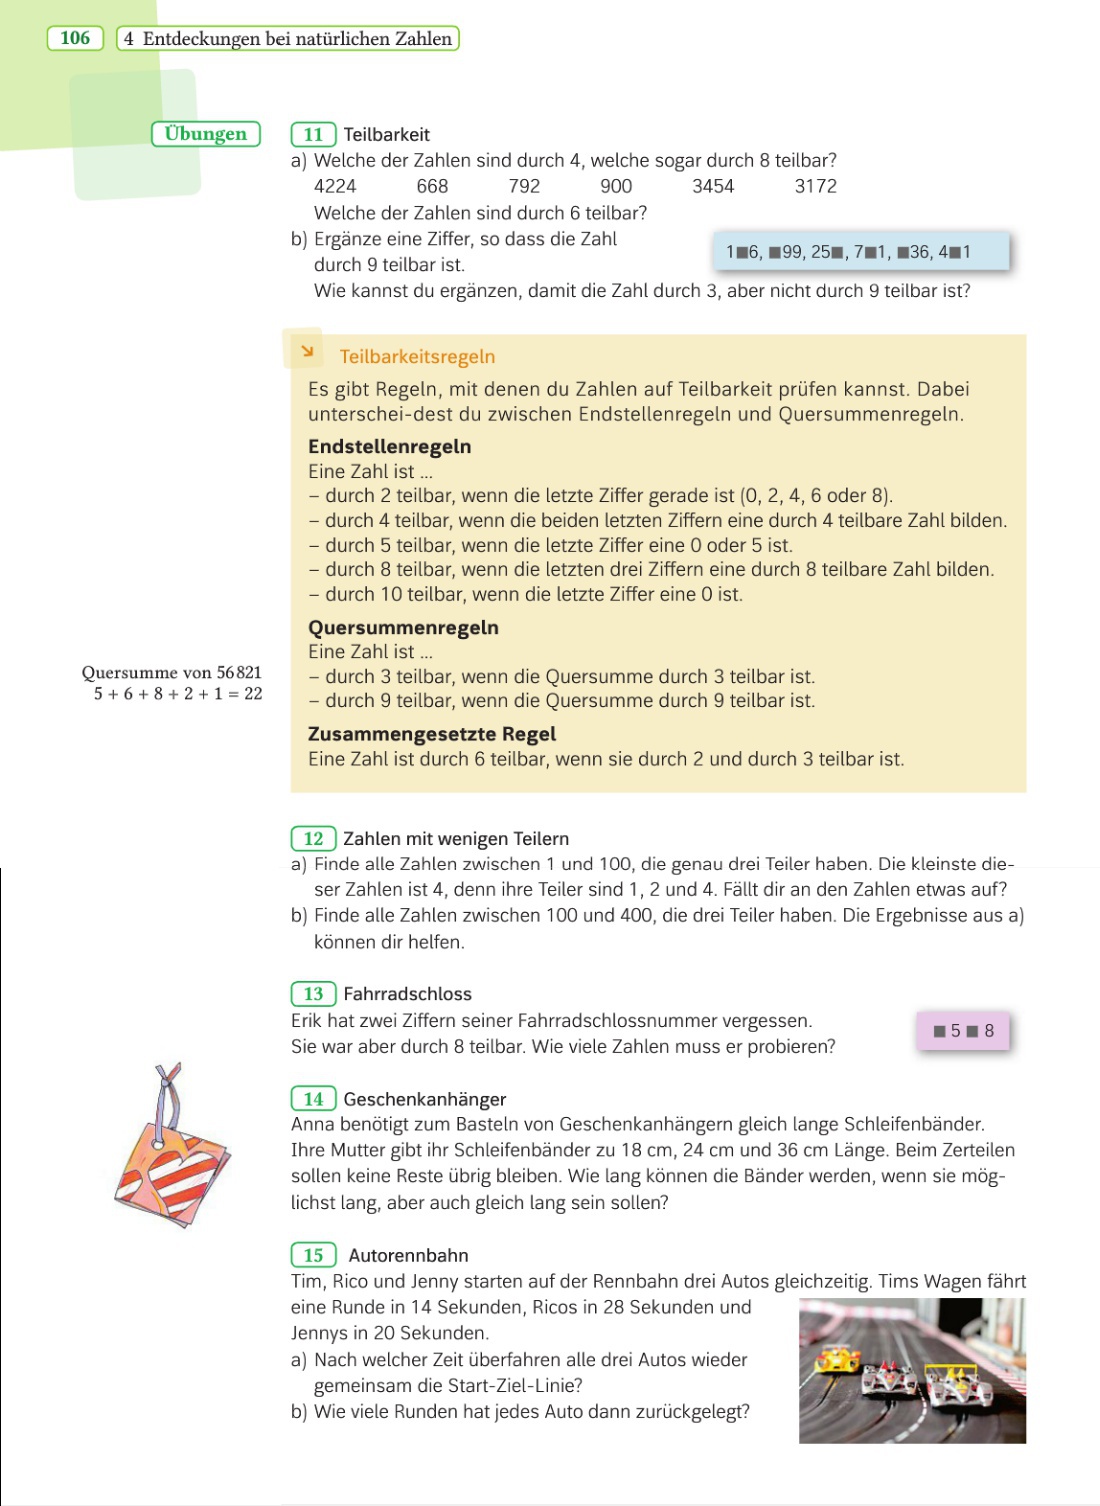 106 4 Entdeckungen bei natürlichen Zahlen
Übungen
11 Teilbarkeit
a) Welche der Zahlen sind durch 4, welche sogar durch 8 teilbar?
4224 668 792 900 3454 3172
Welche der Zahlen sind durch 6 teilbar?
b) Ergänze eine Ziffer, so dass die Zahl
durch 9 teilbar ist.
1■6, ■99, 25■, 7■1, ■36, 4■1
Wie kannst du ergänzen, damit die Zahl durch 3, aber nicht durch 9 teilbar ist?
Teilbarkeitsregeln
Es gibt Regeln, mit denen du Zahlen auf Teilbarkeit prüfen kannst. Dabei
unterschei-dest du zwischen Endstellenregeln und Quersummenregeln.
Endstellenregeln
Eine Zahl ist ...
– durch 2 teilbar, wenn die letzte Ziffer gerade ist (0, 2, 4, 6 oder 8).
– durch 4 teilbar, wenn die beiden letzten Ziffern eine durch 4 teilbare Zahl bilden.
– durch 5 teilbar, wenn die letzte Ziffer eine 0 oder 5 ist.
– durch 8 teilbar, wenn die letzten drei Ziffern eine durch 8 teilbare Zahl bilden.
– durch 10 teilbar, wenn die letzte Ziffer eine 0 ist.
Quersummenregeln
Eine Zahl ist ...
– durch 3 teilbar, wenn die Quersumme durch 3 teilbar ist.
– durch 9 teilbar, wenn die Quersumme durch 9 teilbar ist.
Quersumme von 56 821
5 + 6 + 8 + 2 + 1 = 22
Zusammengesetzte Regel
Eine Zahl ist durch 6 teilbar, wenn sie durch 2 und durch 3 teilbar ist.
12 Zahlen mit wenigen Teilern
a) Finde alle Zahlen zwischen 1 und 100, die genau drei Teiler haben. Die kleinste die-
ser Zahlen ist 4, denn ihre Teiler sind 1, 2 und 4. Fällt dir an den Zahlen etwas auf?
b) Finde alle Zahlen zwischen 100 und 400, die drei Teiler haben. Die Ergebnisse aus a)
können dir helfen.
13 Fahrradschloss
Erik hat zwei Ziffern seiner Fahrradschlossnummer vergessen.
Sie war aber durch 8 teilbar. Wie viele Zahlen muss er probieren?
■ 5 ■ 8
14 Geschenkanhänger
Anna benötigt zum Basteln von Geschenkanhängern gleich lange Schleifenbänder.
Ihre Mutter gibt ihr Schleifenbänder zu 18 cm, 24 cm und 36 cm Länge. Beim Zerteilen
sollen keine Reste übrig bleiben. Wie lang können die Bänder werden, wenn sie mög-
lichst lang, aber auch gleich lang sein sollen?
15 Autorennbahn
Tim, Rico und Jenny starten auf der Rennbahn drei Autos gleichzeitig. Tims Wagen fährt
eine Runde in 14 Sekunden, Ricos in 28 Sekunden und
Jennys in 20 Sekunden.
a) Nach welcher Zeit überfahren alle drei Autos wieder
gemeinsam die Start-Ziel-Linie?
b) Wie viele Runden hat jedes Auto dann zurückgelegt?